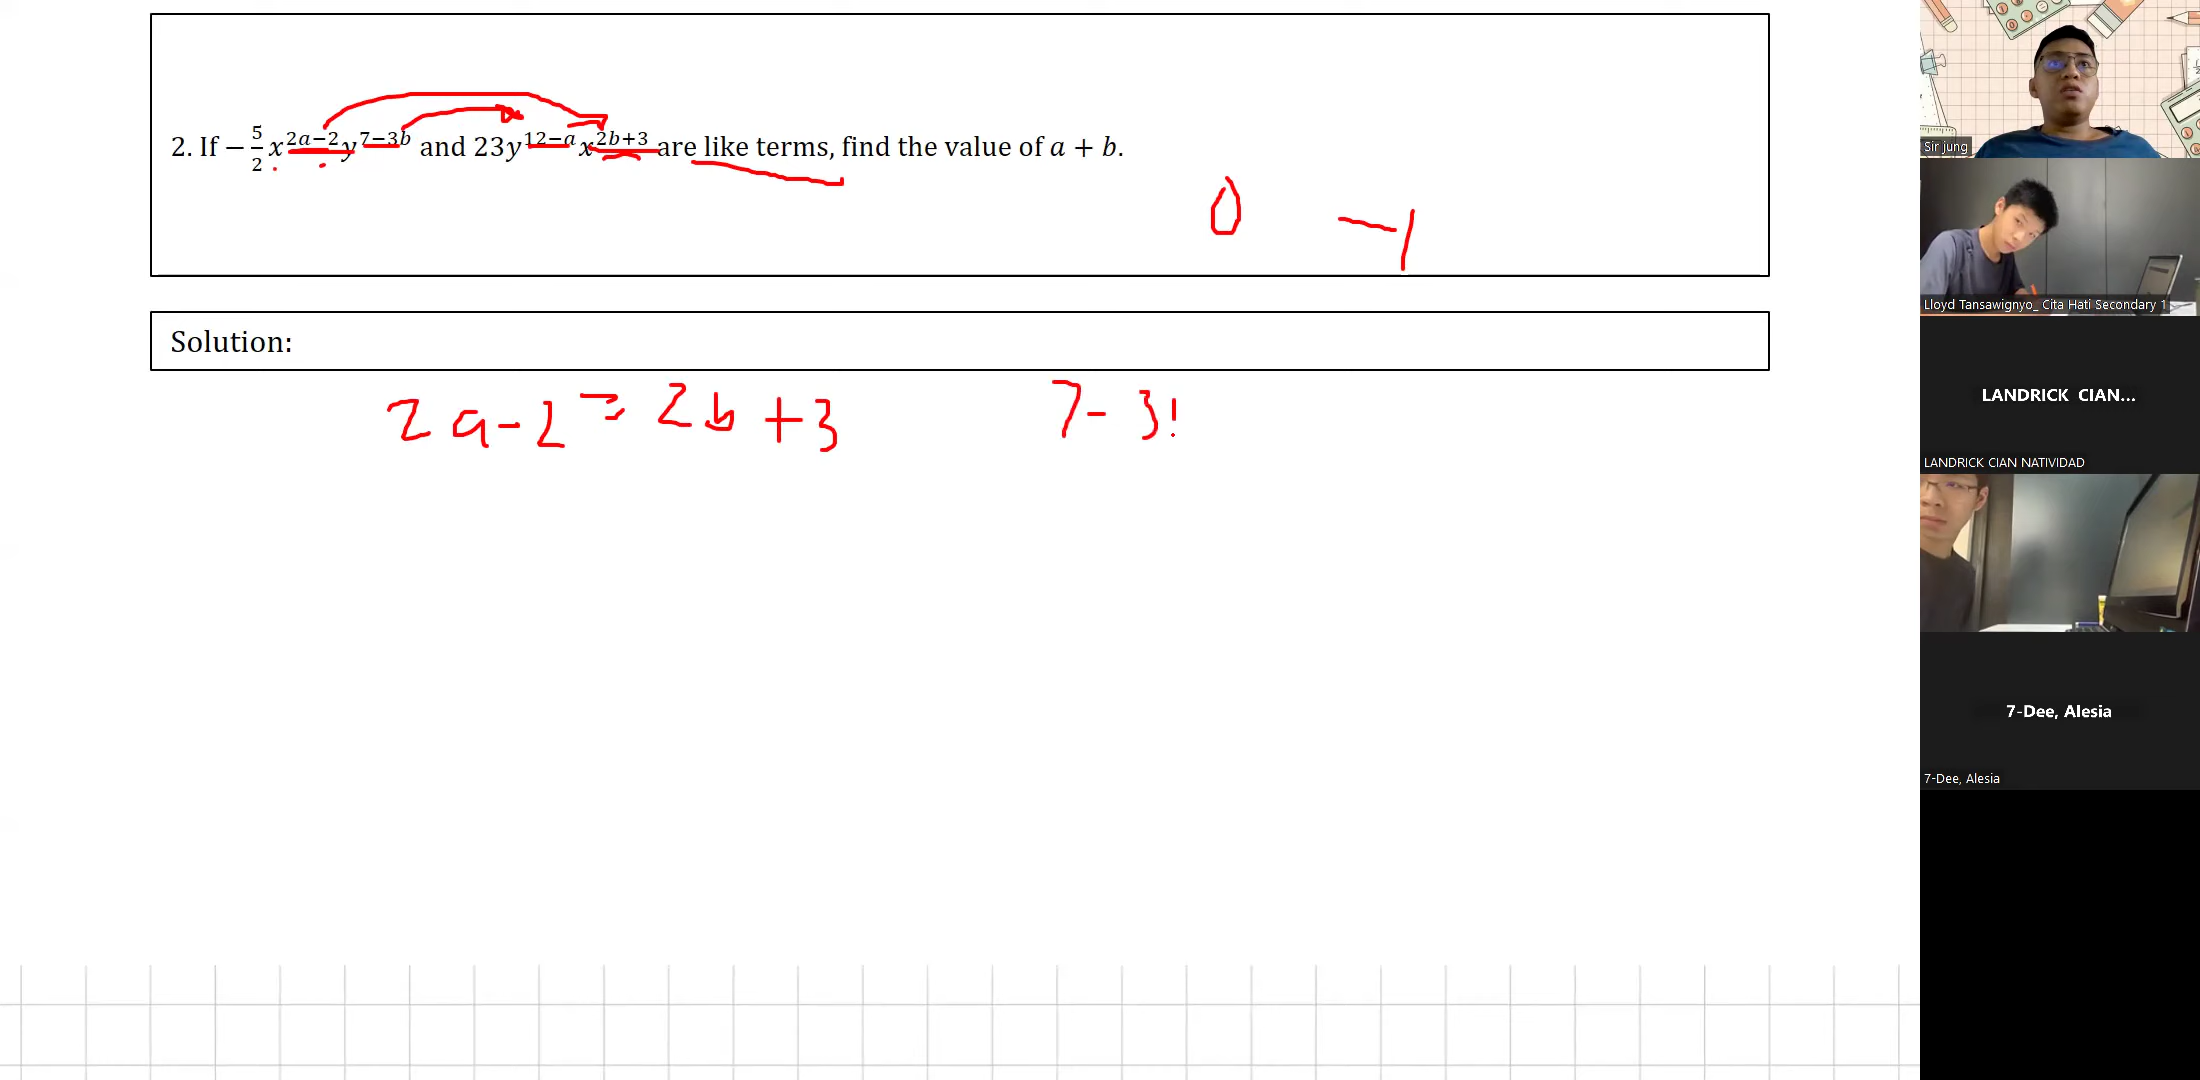 2. If −5/2 x^{2a−2}y^{7−3b} and 23y^{12−a}x^{2b+3} are like terms, find the value of a + b.
0 −1
Solution:
2a-2 = 2b +3 7- 3
Sir jung
Lloyd Tansawignyo_ Cita Hati Secondary 1
LANDRICK CIAN...
LANDRICK CIAN NATIVIDAD
7-Dee, Alesia
7-Dee, Alesia